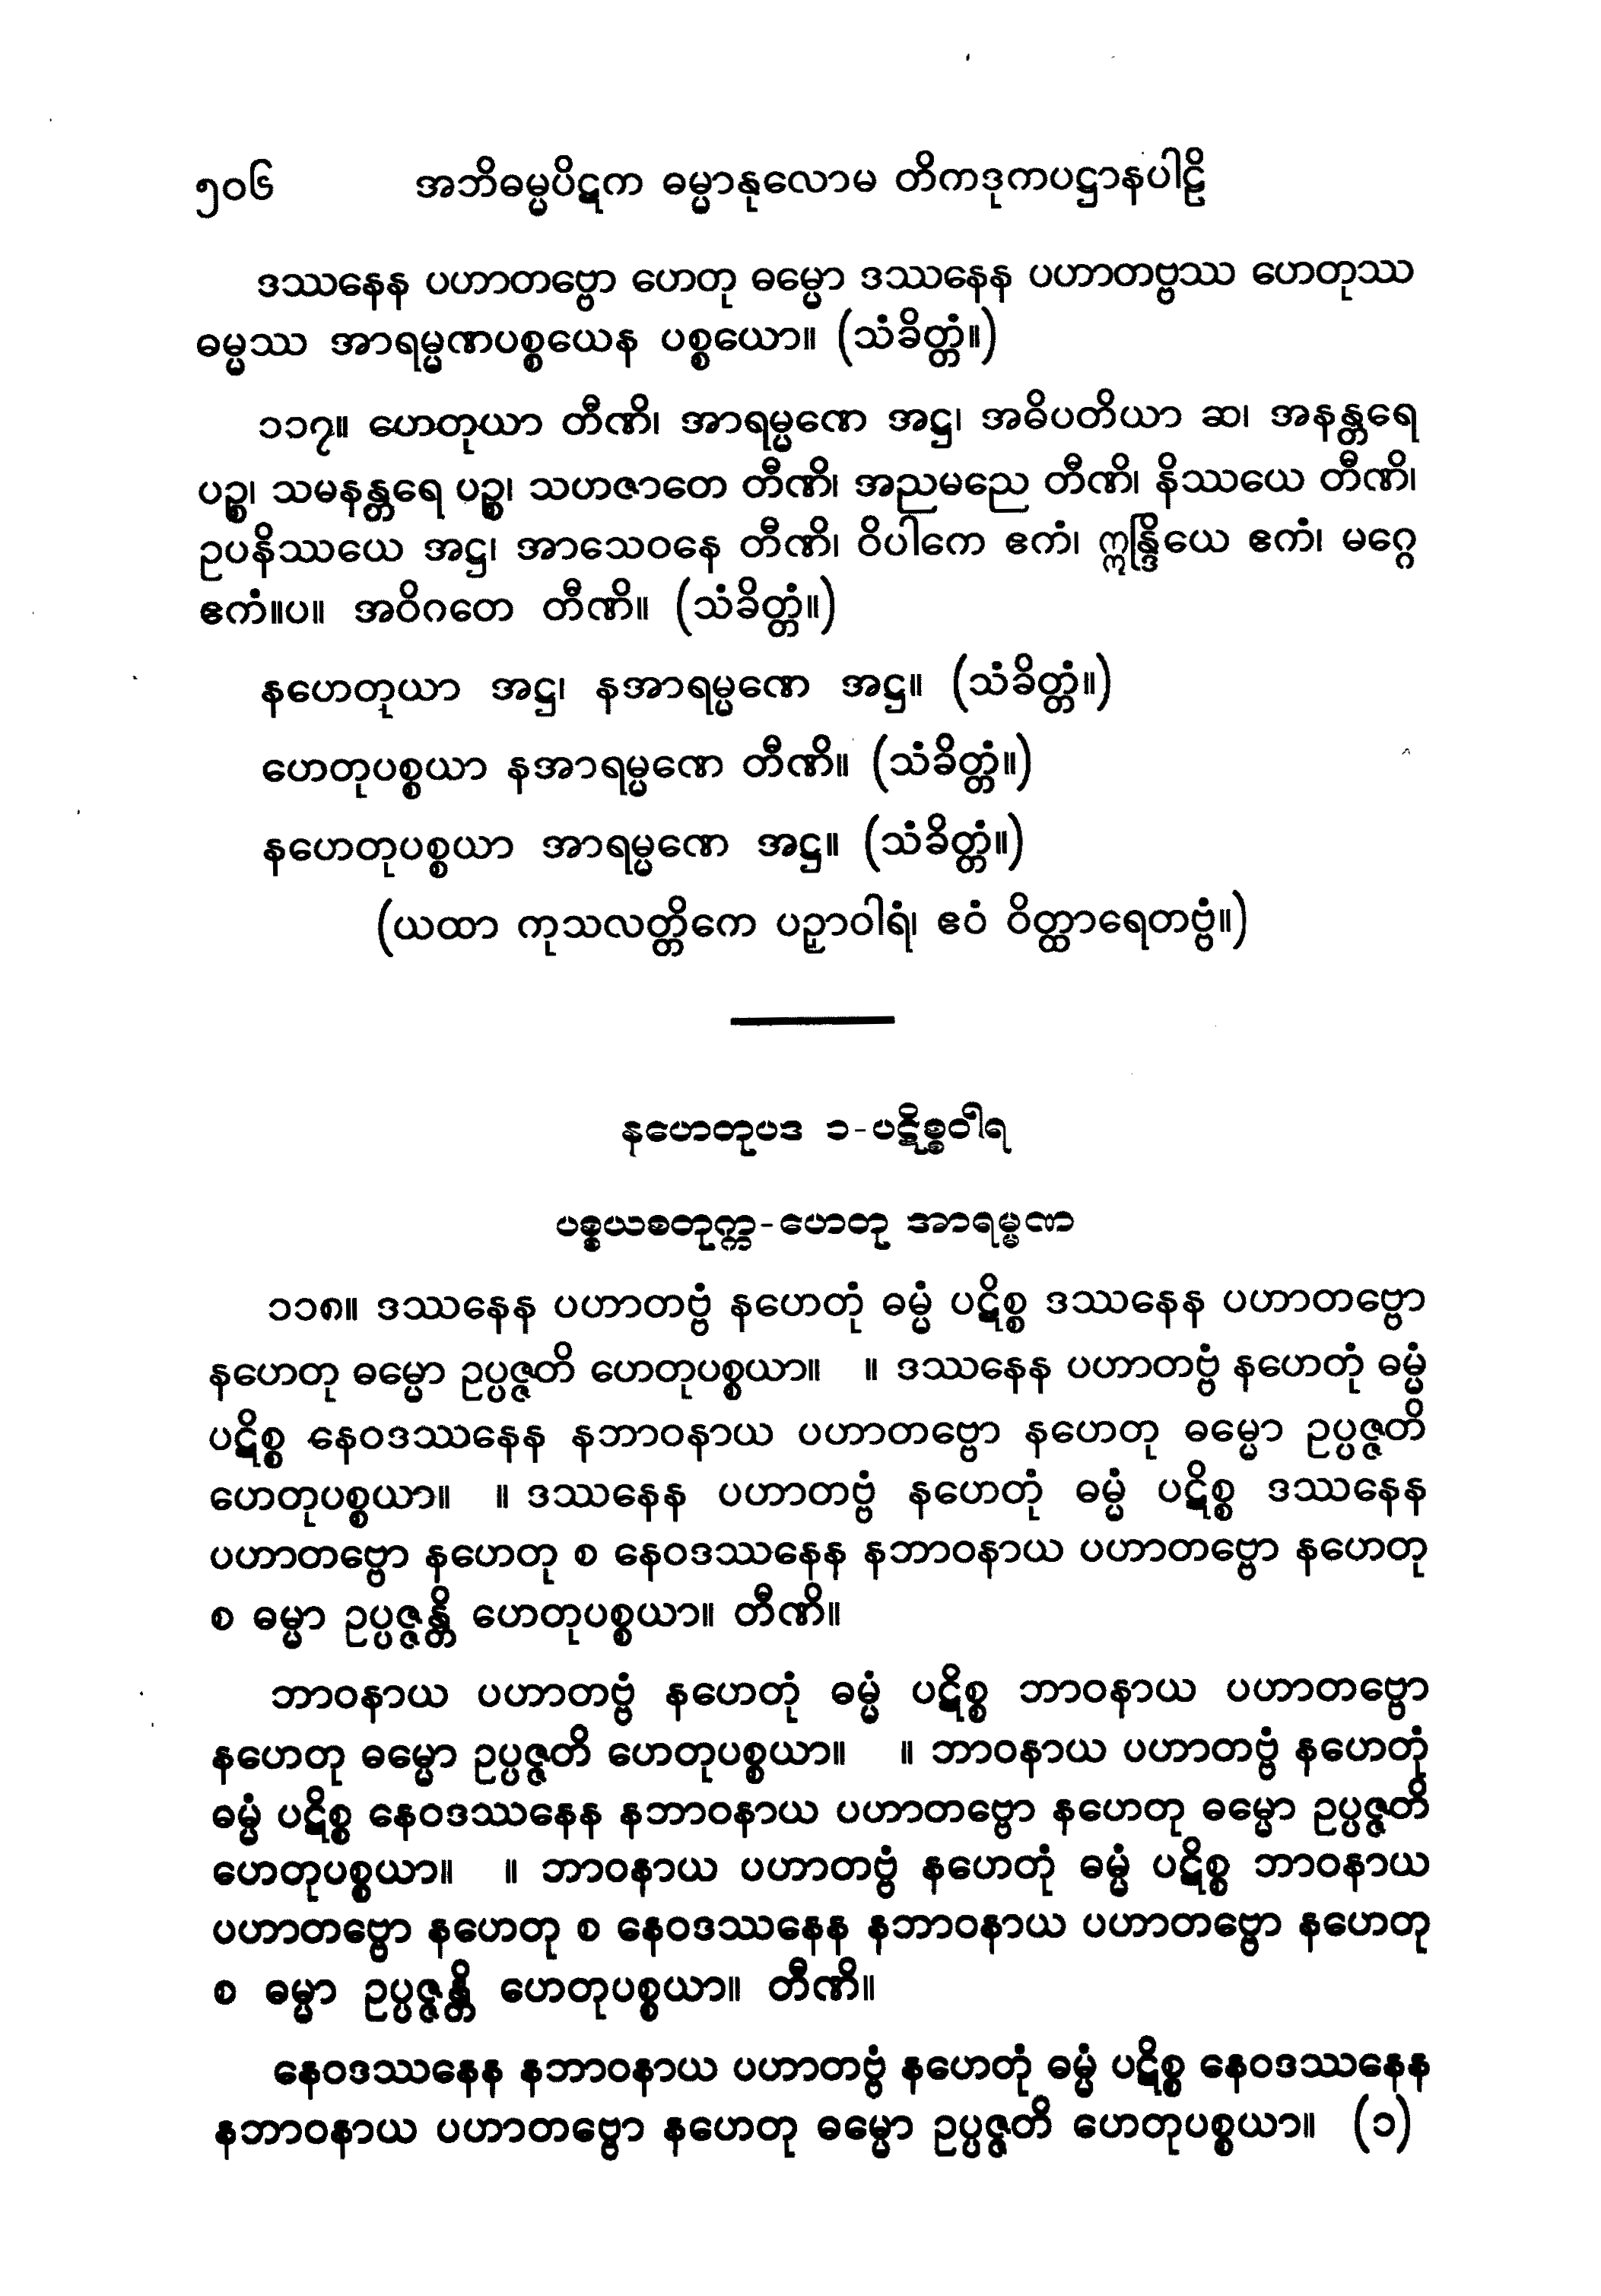 ၅၀၆ အဘိဓမ္မပိဋက ဓမ္မာနုလောမ တိကဒုကပဋ္ဌာနပါဠိ
ဒဿနေန ပဟာတဗ္ဗော ဟေတု ဓမ္မော ဒဿနေန ပဟာတဗ္ဗဿ ဟေတုဿ
ဓမ္မဿ အာရမ္မဏပစ္စယေန ပစ္စယော။ (သံခိတ္တံ။)
၁၁၇။ ဟေတုယာ တီဏိ၊ အာရမ္မဏေ အဋ္ဌ၊ အဓိပတိယာ ဆ၊ အနန္တရေ
ပဉ္စ၊ သမနန္တရေ ပဉ္စ၊ သဟဇာတေ တီဏိ၊ အညမညေ တီဏိ၊ နိဿယေ တီဏိ၊
ဥပနိဿယေ အဋ္ဌ၊ အာသေဝနေ တီဏိ၊ ဝိပါကေ ဧကံ၊ ဣန္ဒြိယေ ဧကံ၊ မဂ္ဂေ
ဧကံ။ပ။ အဝိဂတေ တီဏိ။ (သံခိတ္တံ။)
နဟေတုယာ အဋ္ဌ၊ နအာရမ္မဏေ အဋ္ဌ။ (သံခိတ္တံ။)
ဟေတုပစ္စယာ နအာရမ္မဏေ တီဏိ။ (သံခိတ္တံ။)
နဟေတုပစ္စယာ အာရမ္မဏေ အဋ္ဌ။ (သံခိတ္တံ။)
(ယထာ ကုသလတ္တိကေ ပဉှာဝါရံ၊ ဧဝံ ဝိတ္ထာရေတဗ္ဗံ။)
နဟေတုပဒ ၁-ပဋိစ္စဝါရ
ပစ္စယစတုက္က-ဟေတု အာရမ္မဏ
၁၁၈။ ဒဿနေန ပဟာတဗ္ဗံ နဟေတုံ ဓမ္မံ ပဋိစ္စ ဒဿနေန ပဟာတဗ္ဗော
နဟေတု ဓမ္မော ဥပ္ပဇ္ဇတိ ဟေတုပစ္စယာ။ ။ ဒဿနေန ပဟာတဗ္ဗံ နဟေတုံ ဓမ္မံ
ပဋိစ္စ နေဝဒဿနေန နဘာဝနာယ ပဟာတဗ္ဗော နဟေတု ဓမ္မော ဥပ္ပဇ္ဇတိ
ဟေတုပစ္စယာ။ ။ ဒဿနေန ပဟာတဗ္ဗံ နဟေတုံ ဓမ္မံ ပဋိစ္စ ဒဿနေန
ပဟာတဗ္ဗော နဟေတု စ နေဝဒဿနေန နဘာဝနာယ ပဟာတဗ္ဗော နဟေတု
စ ဓမ္မာ ဥပ္ပဇ္ဇန္တိ ဟေတုပစ္စယာ။ တီဏိ။
ဘာဝနာယ ပဟာတဗ္ဗံ နဟေတုံ ဓမ္မံ ပဋိစ္စ ဘာဝနာယ ပဟာတဗ္ဗော
နဟေတု ဓမ္မော ဥပ္ပဇ္ဇတိ ဟေတုပစ္စယာ။ ။ ဘာဝနာယ ပဟာတဗ္ဗံ နဟေတုံ
ဓမ္မံ ပဋိစ္စ နေဝဒဿနေန နဘာဝနာယ ပဟာတဗ္ဗော နဟေတု ဓမ္မော ဥပ္ပဇ္ဇတိ
ဟေတုပစ္စယာ။ ။ ဘာဝနာယ ပဟာတဗ္ဗံ နဟေတုံ ဓမ္မံ ပဋိစ္စ ဘာဝနာယ
ပဟာတဗ္ဗော နဟေတု စ နေဝဒဿနေန နဘာဝနာယ ပဟာတဗ္ဗော နဟေတု
စ ဓမ္မာ ဥပ္ပဇ္ဇန္တိ ဟေတုပစ္စယာ။ တီဏိ။
နေဝဒဿနေန နဘာဝနာယ ပဟာတဗ္ဗံ နဟေတုံ ဓမ္မံ ပဋိစ္စ နေဝဒဿနေန
နဘာဝနာယ ပဟာတဗ္ဗော နဟေတု ဓမ္မော ဥပ္ပဇ္ဇတိ ဟေတုပစ္စယာ။ (၁)